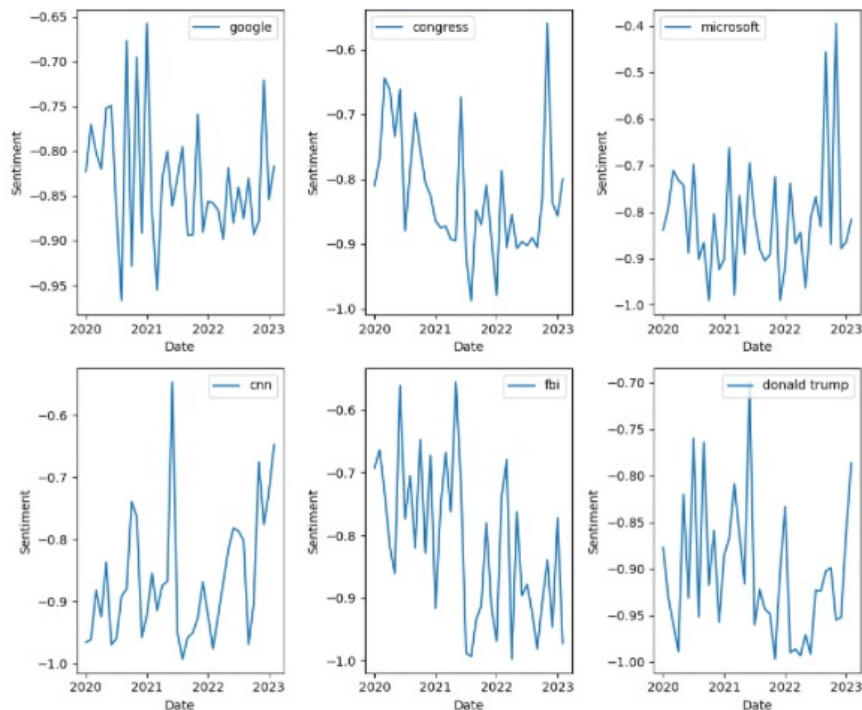 google
−0.65
−0.70
−0.75
−0.80
−0.85
−0.90
−0.95
Sentiment
2020 2021 2022 2023
Date
congress
−0.6
−0.7
−0.8
−0.9
−1.0
Sentiment
2020 2021 2022 2023
Date
microsoft
−0.4
−0.5
−0.6
−0.7
−0.8
−0.9
−1.0
Sentiment
2020 2021 2022 2023
Date
cnn
−0.6
−0.7
−0.8
−0.9
−1.0
Sentiment
2020 2021 2022 2023
Date
fbi
−0.6
−0.7
−0.8
−0.9
−1.0
Sentiment
2020 2021 2022 2023
Date
donald trump
−0.70
−0.75
−0.80
−0.85
−0.90
−0.95
−1.00
Sentiment
2020 2021 2022 2023
Date